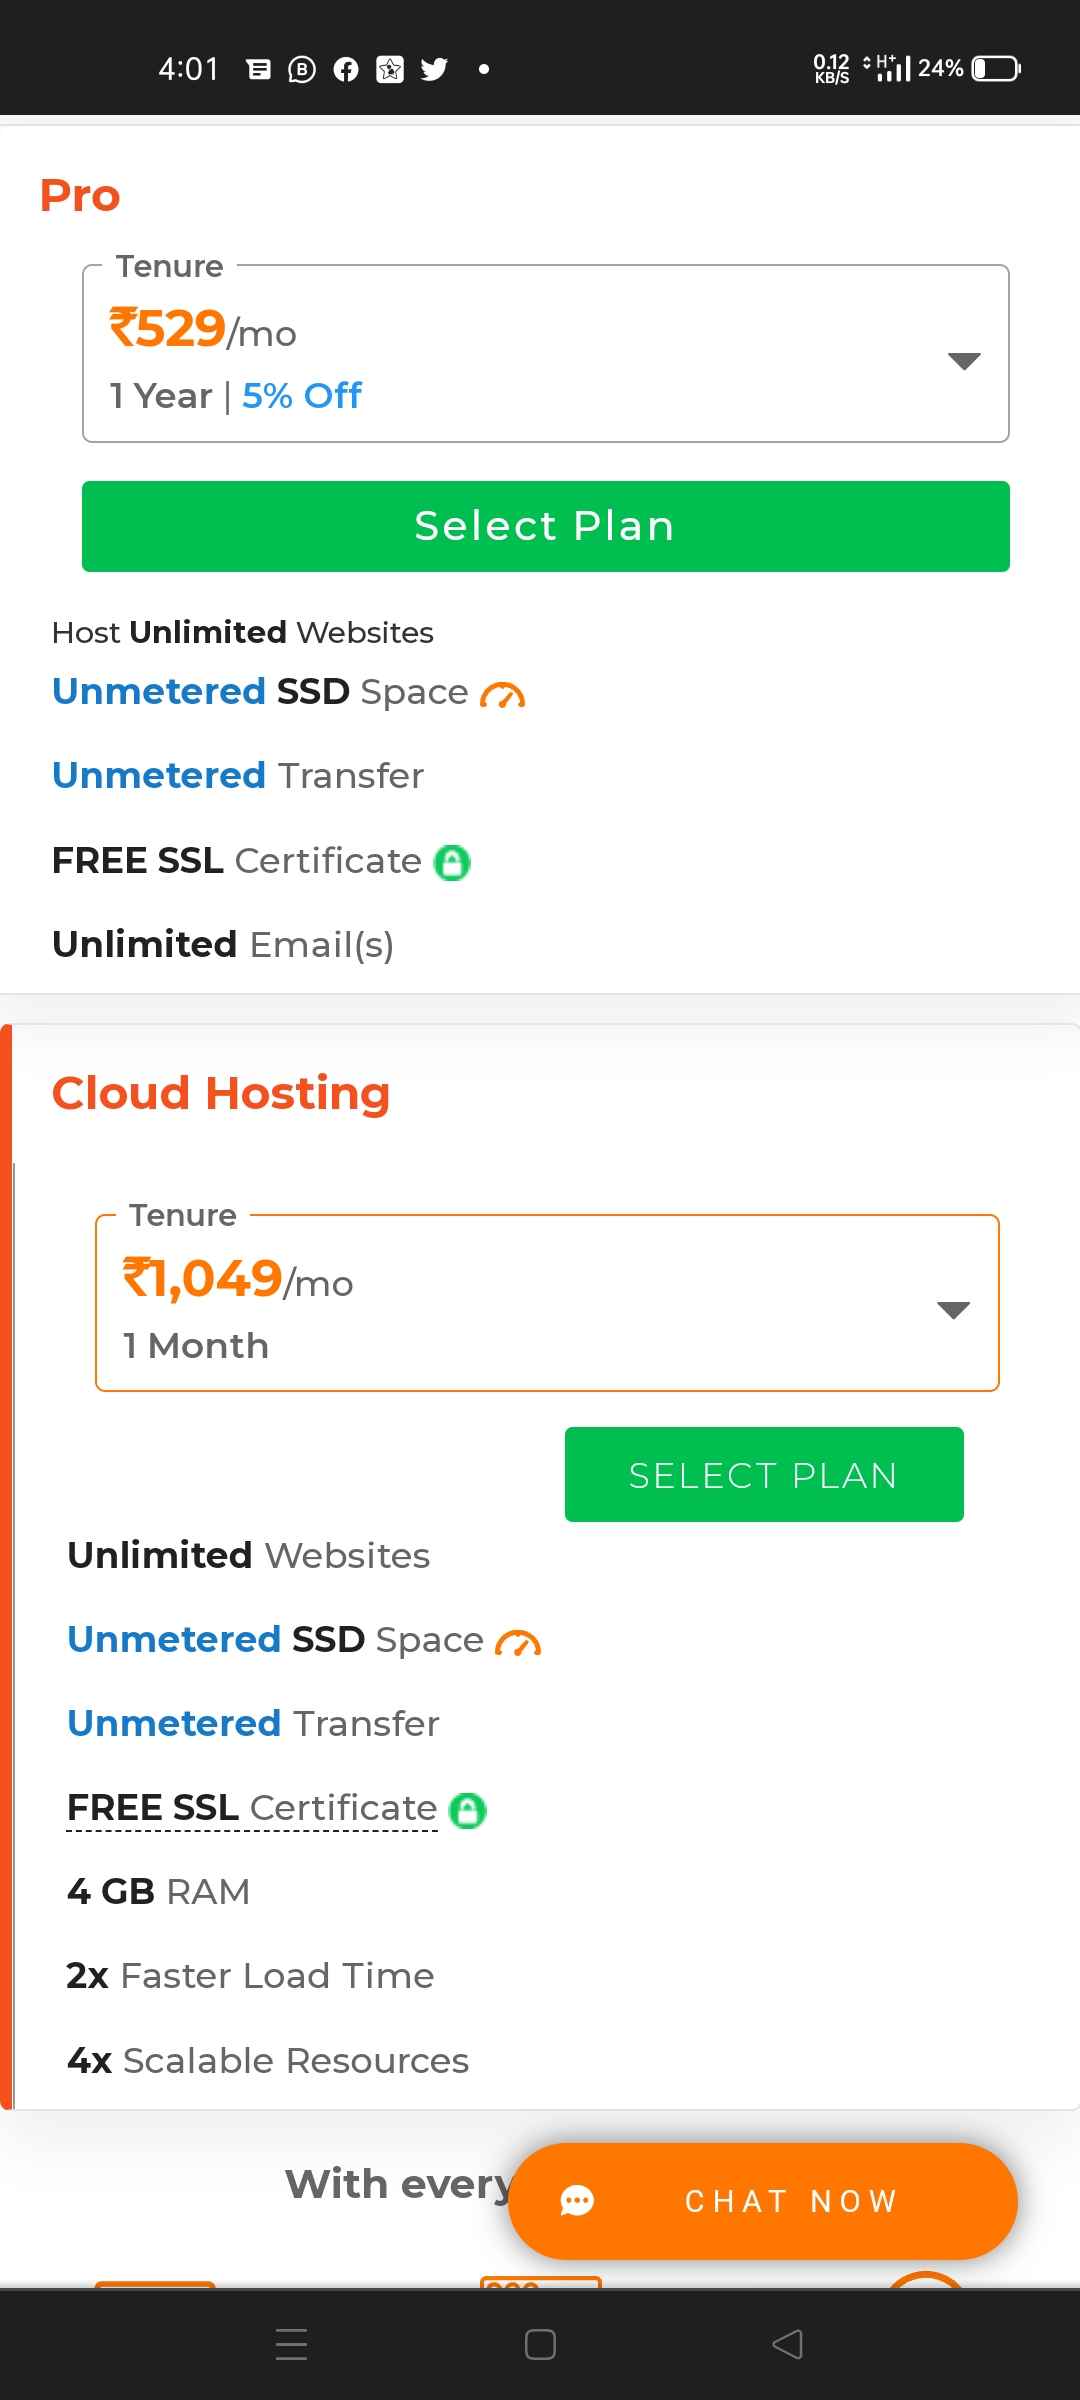 4:01 0.12 KB/S H+ 24%
Pro
Tenure
₹529/mo
1 Year | 5% Off
Select Plan
Host Unlimited Websites
Unmetered SSD Space
Unmetered Transfer
FREE SSL Certificate
Unlimited Email(s)
Cloud Hosting
Tenure
₹1,049/mo
1 Month
SELECT PLAN
Unlimited Websites
Unmetered SSD Space
Unmetered Transfer
FREE SSL Certificate
4 GB RAM
2x Faster Load Time
4x Scalable Resources
With every
CHAT NOW